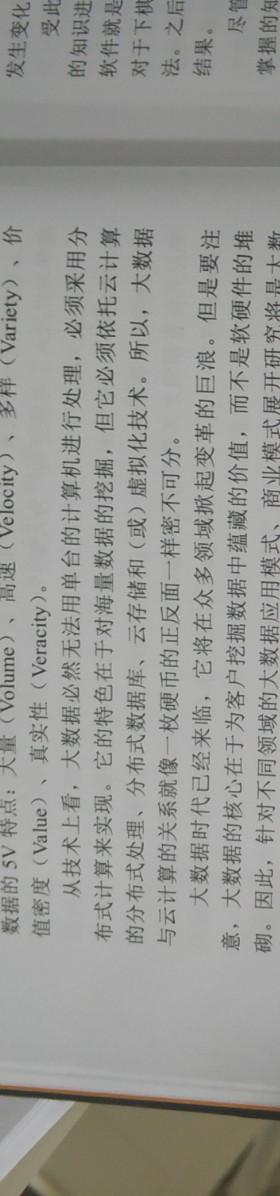 数据的 5V 特点：大量（Volume）、高速（Velocity）、多样（Variety）、价
值密度（Value）、真实性（Veracity）。
从技术上看，大数据必然无法用单台的计算机进行处理，必须采用分
布式计算来实现。它的特色在于对海量数据的挖掘，但它必须依托云计算
的分布式处理、分布式数据库、云存储和（或）虚拟化技术。所以，大数据
与云计算的关系就像一枚硬币的正反面一样密不可分。
大数据时代已经来临，它将在众多领域掀起变革的巨浪。但是要注
意，大数据的核心在于为客户挖掘数据中蕴藏的价值，而不是软硬件的堆
砌。因此，针对不同领域的大数据应用模式、商业模式展开研究将是大数
发生变化
受此
的知识进
软件就是
对于下棋
法。之后
结果。
尽管
掌握的知